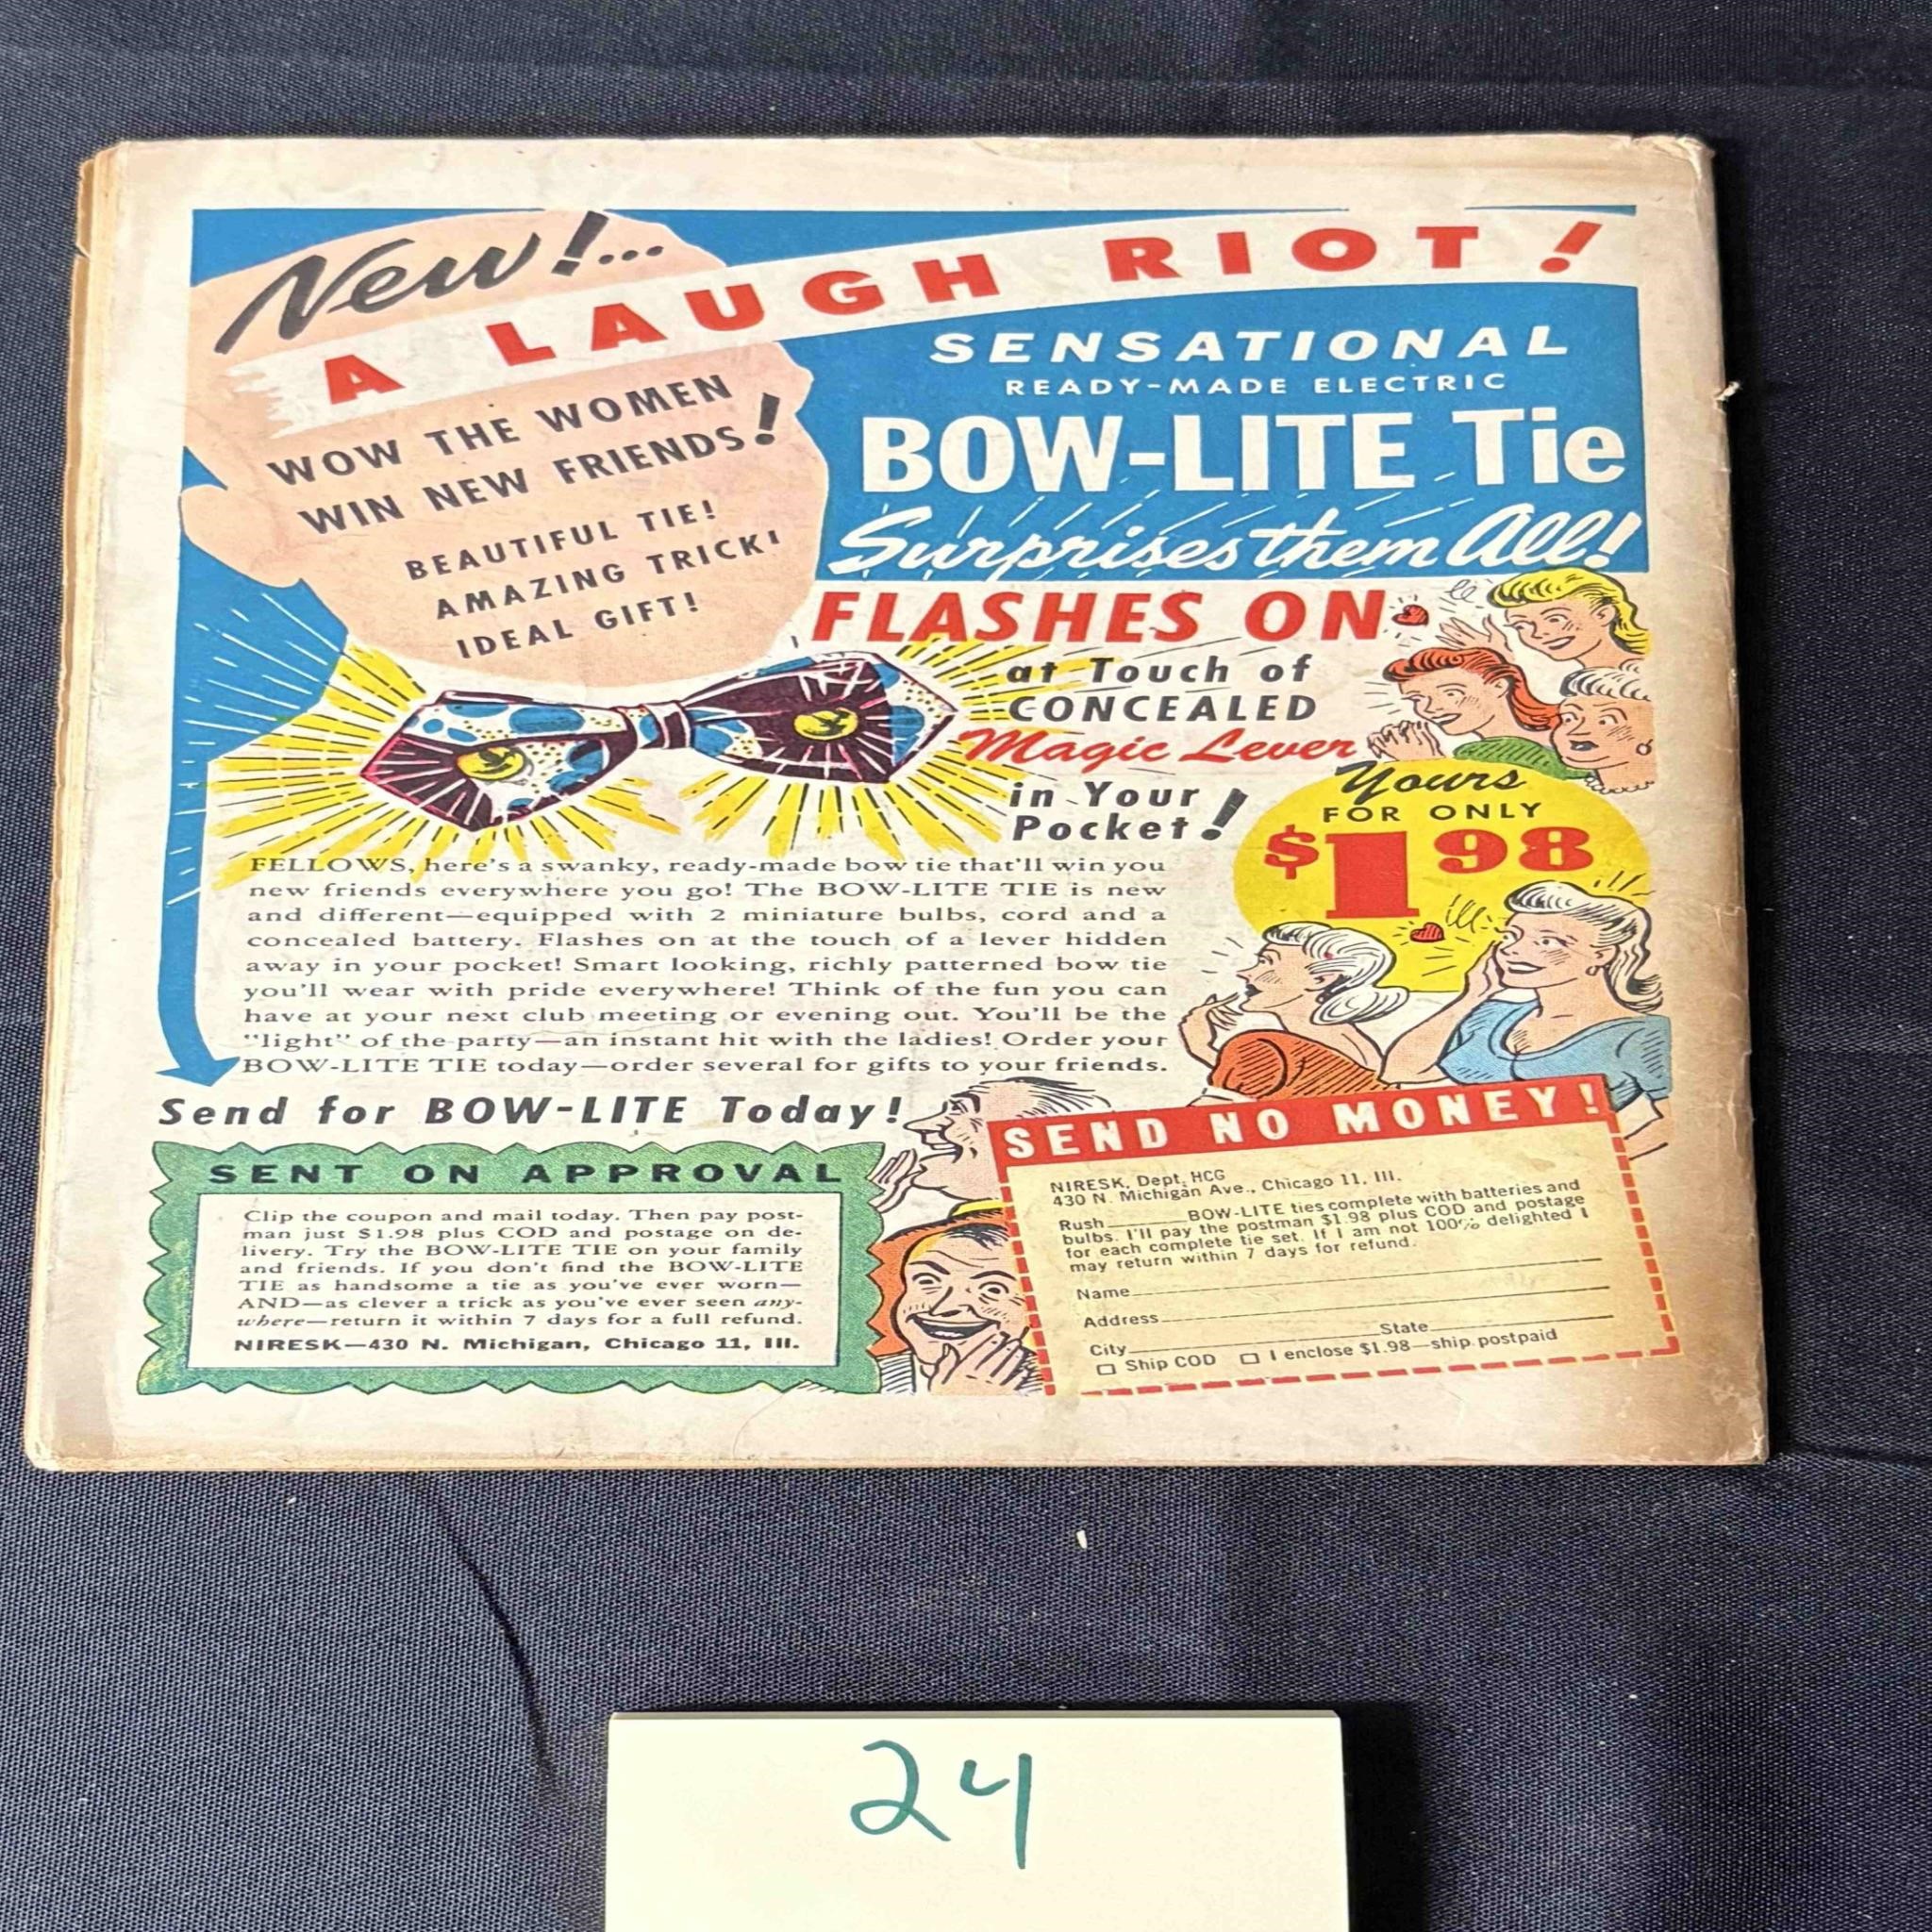 New!...
A LAUGH RIOT!
WOW THE WOMEN
WIN NEW FRIENDS!
BEAUTIFUL TIE!
AMAZING TRICK!
IDEAL GIFT!
SENSATIONAL
READY-MADE ELECTRIC
BOW-LITE Tie
Surprises them All!
FLASHES ON
at Touch of
CONCEALED
Magic Lever
in Your
Pocket!
Yours
FOR ONLY
$1.98
FELLOWS, here's a swanky, ready-made bow tie that'll win you
new friends everywhere you go! The BOW-LITE TIE is new
and different—equipped with 2 miniature bulbs, cord and a
concealed battery. Flashes on at the touch of a lever hidden
away in your pocket! Smart looking, richly patterned bow tie
you'll wear with pride everywhere! Think of the fun you can
have at your next club meeting or evening out. You'll be the
"light" of the party—an instant hit with the ladies! Order your
BOW-LITE TIE today—order several for gifts to your friends.
Send for BOW-LITE Today!
SENT ON APPROVAL
Clip the coupon and mail today. Then pay post-
man just $1.98 plus COD and postage on de-
livery. Try the BOW-LITE TIE on your family
and friends. If you don't find the BOW-LITE
TIE as handsome a tie as you've ever worn—
AND—as clever a trick as you've ever seen any-
where—return it within 7 days for a full refund.
NIRESK—430 N. Michigan, Chicago 11, Ill.
SEND NO MONEY!
NIRESK, Dept. HCG
430 N. Michigan Ave., Chicago 11, Ill.
Rush______BOW-LITE ties complete with batteries and
bulbs. I'll pay the postman $1.98 plus COD and postage
for each complete tie set. If I am not 100% delighted I
may return within 7 days for refund.
Name
Address
City State
☐ Ship COD ☐ I enclose $1.98—ship postpaid
24